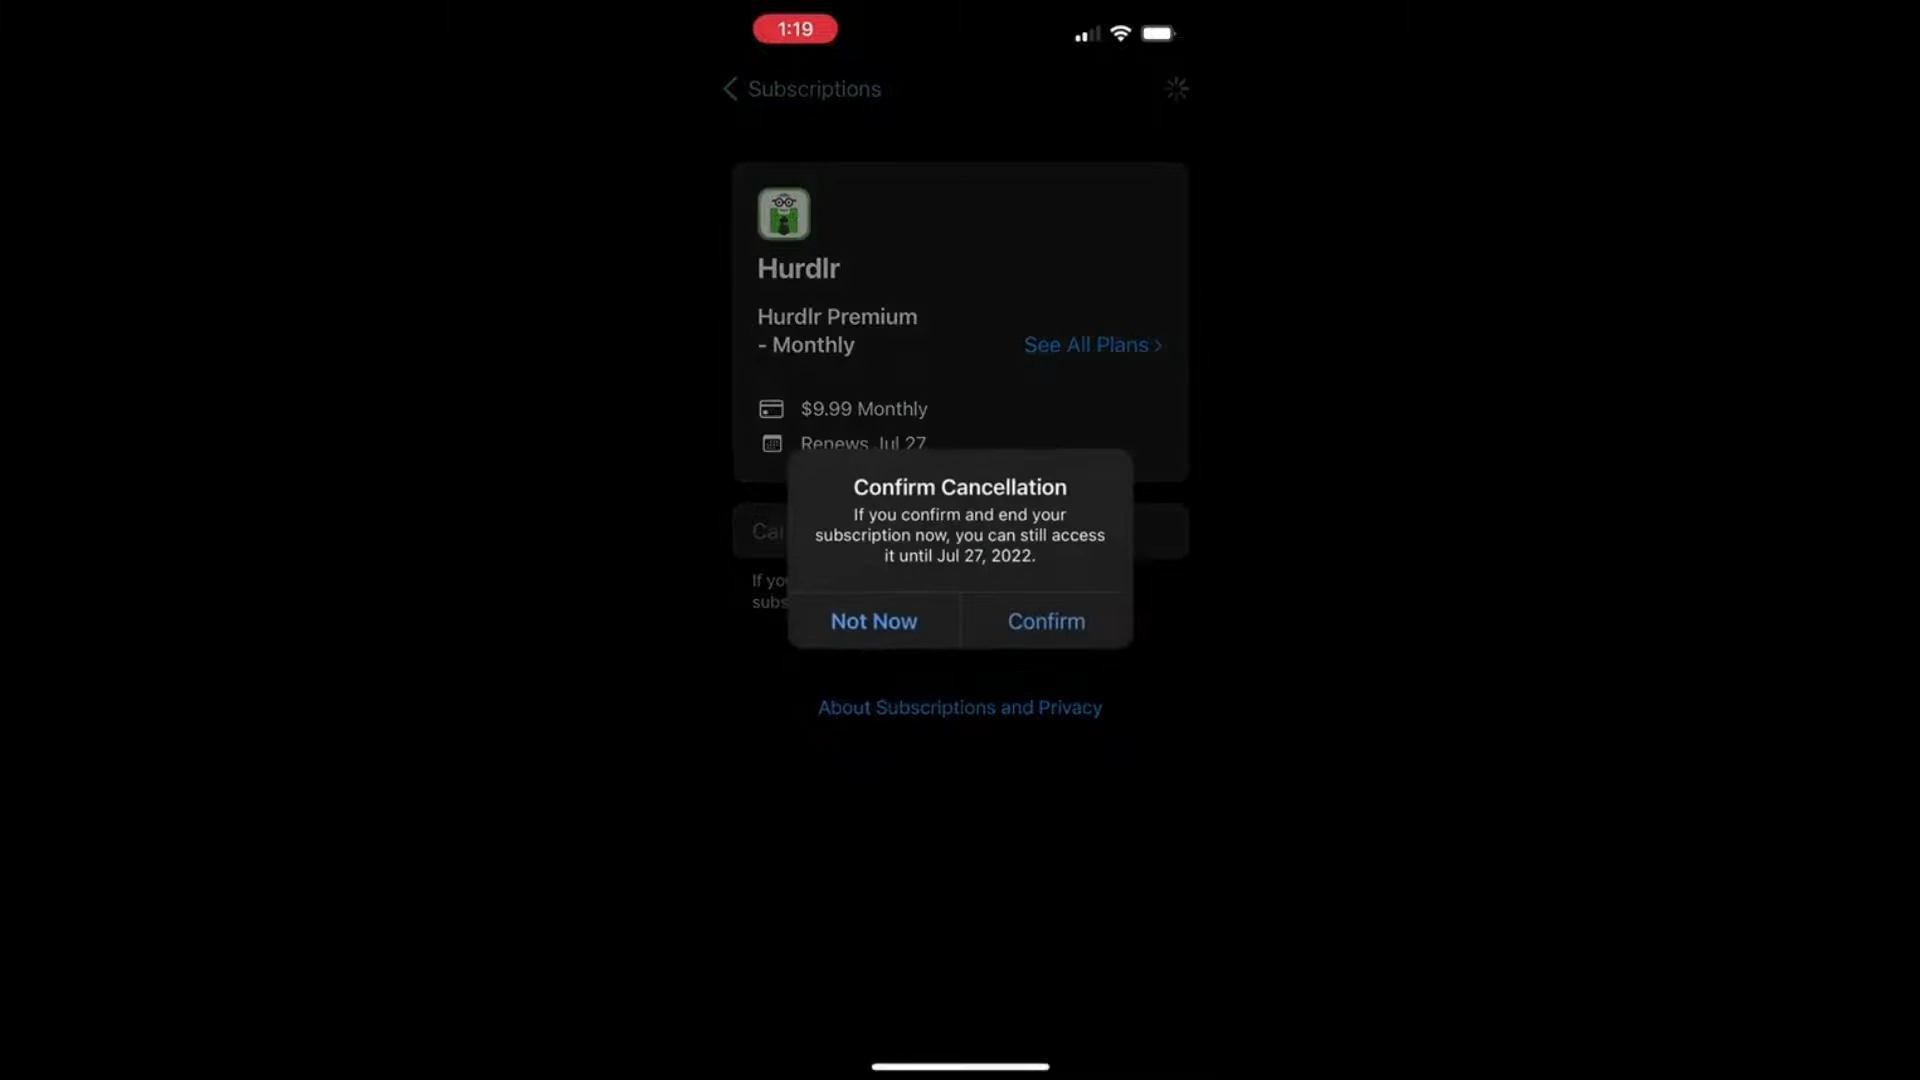 1:19
Subscriptions
Hurdlr
Hurdlr Premium
- Monthly
See All Plans
$9.99 Monthly
Renews Jul 27
Confirm Cancellation
If you confirm and end your
subscription now, you can still access
it until Jul 27, 2022.
If you
Not Now
Confirm
About Subscriptions and Privacy